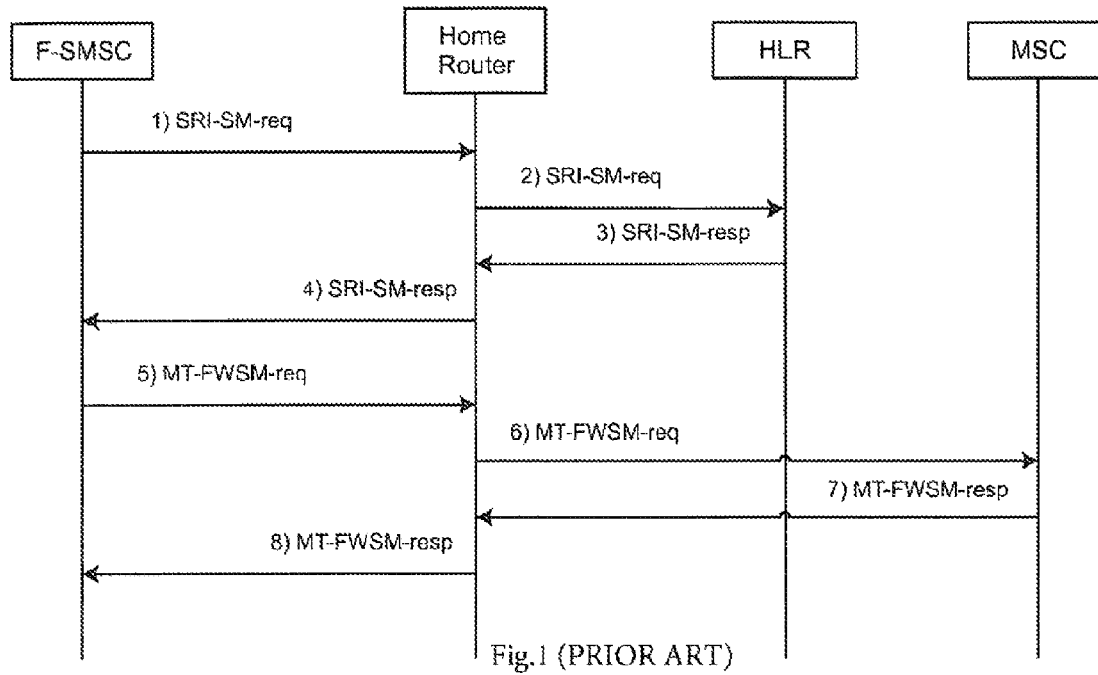 F-SMSC
Home
Router
HLR
MSC
1) SRI-SM-req
2) SRI-SM-req
3) SRI-SM-resp
4) SRI-SM-resp
5) MT-FWSM-req
6) MT-FWSM-req
7) MT-FWSM-resp
8) MT-FWSM-resp
Fig.1 (PRIOR ART)